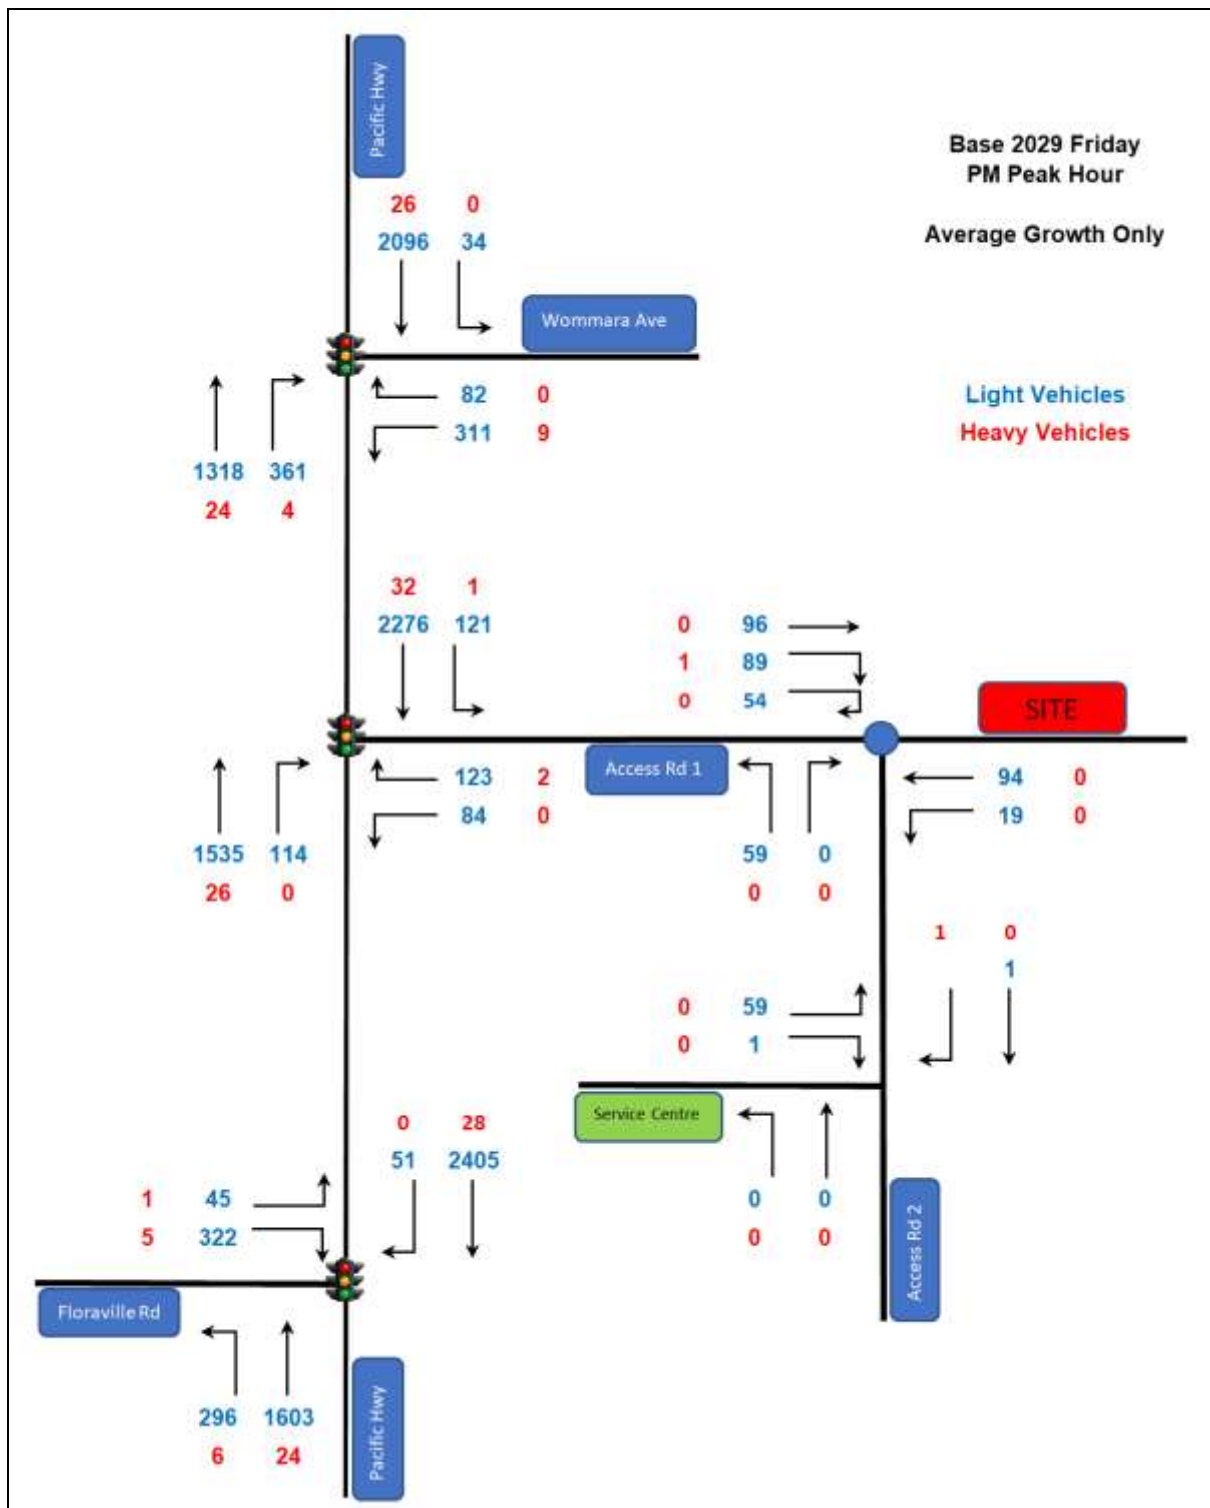 Pacific Hwy
Base 2029 Friday
PM Peak Hour
Average Growth Only
26 0
2096 34
Wommara Ave
82 0
311 9
Light Vehicles
Heavy Vehicles
1318 361
24 4
32 1
2276 121
0 96
1 89
0 54
SITE
Access Rd 1
123 2
84 0
94 0
19 0
1535 114
26 0
59 0
0 0
1 0
1
0 59
0 1
Service Centre
0 28
51 2405
1 45
5 322
0 0
0 0
Access Rd 2
Floraville Rd
296 1603
6 24
Pacific Hwy